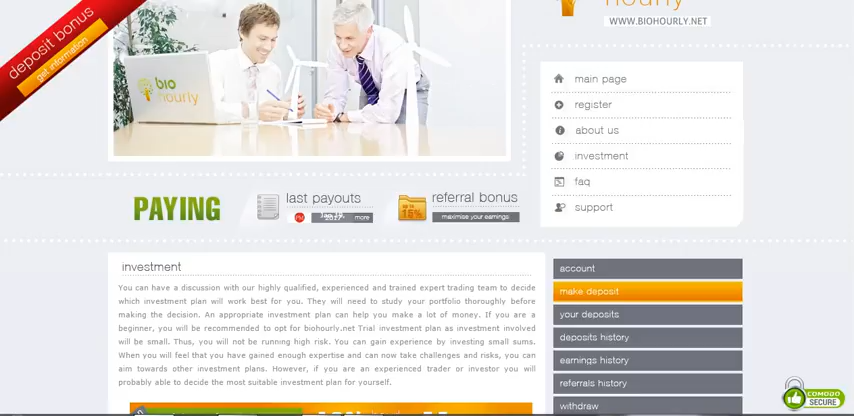 deposit bonus
get information
bio
hourly
hourly
WWW.BIOHOURLY.NET
main page
register
about us
investment
faq
support
PAYING
last payouts
PM
2017
more
referral bonus
up to
15%
maximise your earnings
investment
You can have a discussion with our highly qualified, experienced and trained expert trading team to decide
which investment plan will work best for you. They will need to study your portfolio thoroughly before
making the decision. An appropriate investment plan can help you make a lot of money. If you are a
beginner, you will be recommended to opt for biohourly.net Trial investment plan as investment involved
will be small. Thus, you will not be running high risk. You can gain experience by investing small sums.
When you will feel that you have gained enough expertise and can now take challenges and risks, you can
aim towards other investment plans. However, if you are an experienced trader or investor you will
probably able to decide the most suitable investment plan for yourself.
account
make deposit
your deposits
deposits history
earnings history
referrals history
withdraw
COMODO
SECURE